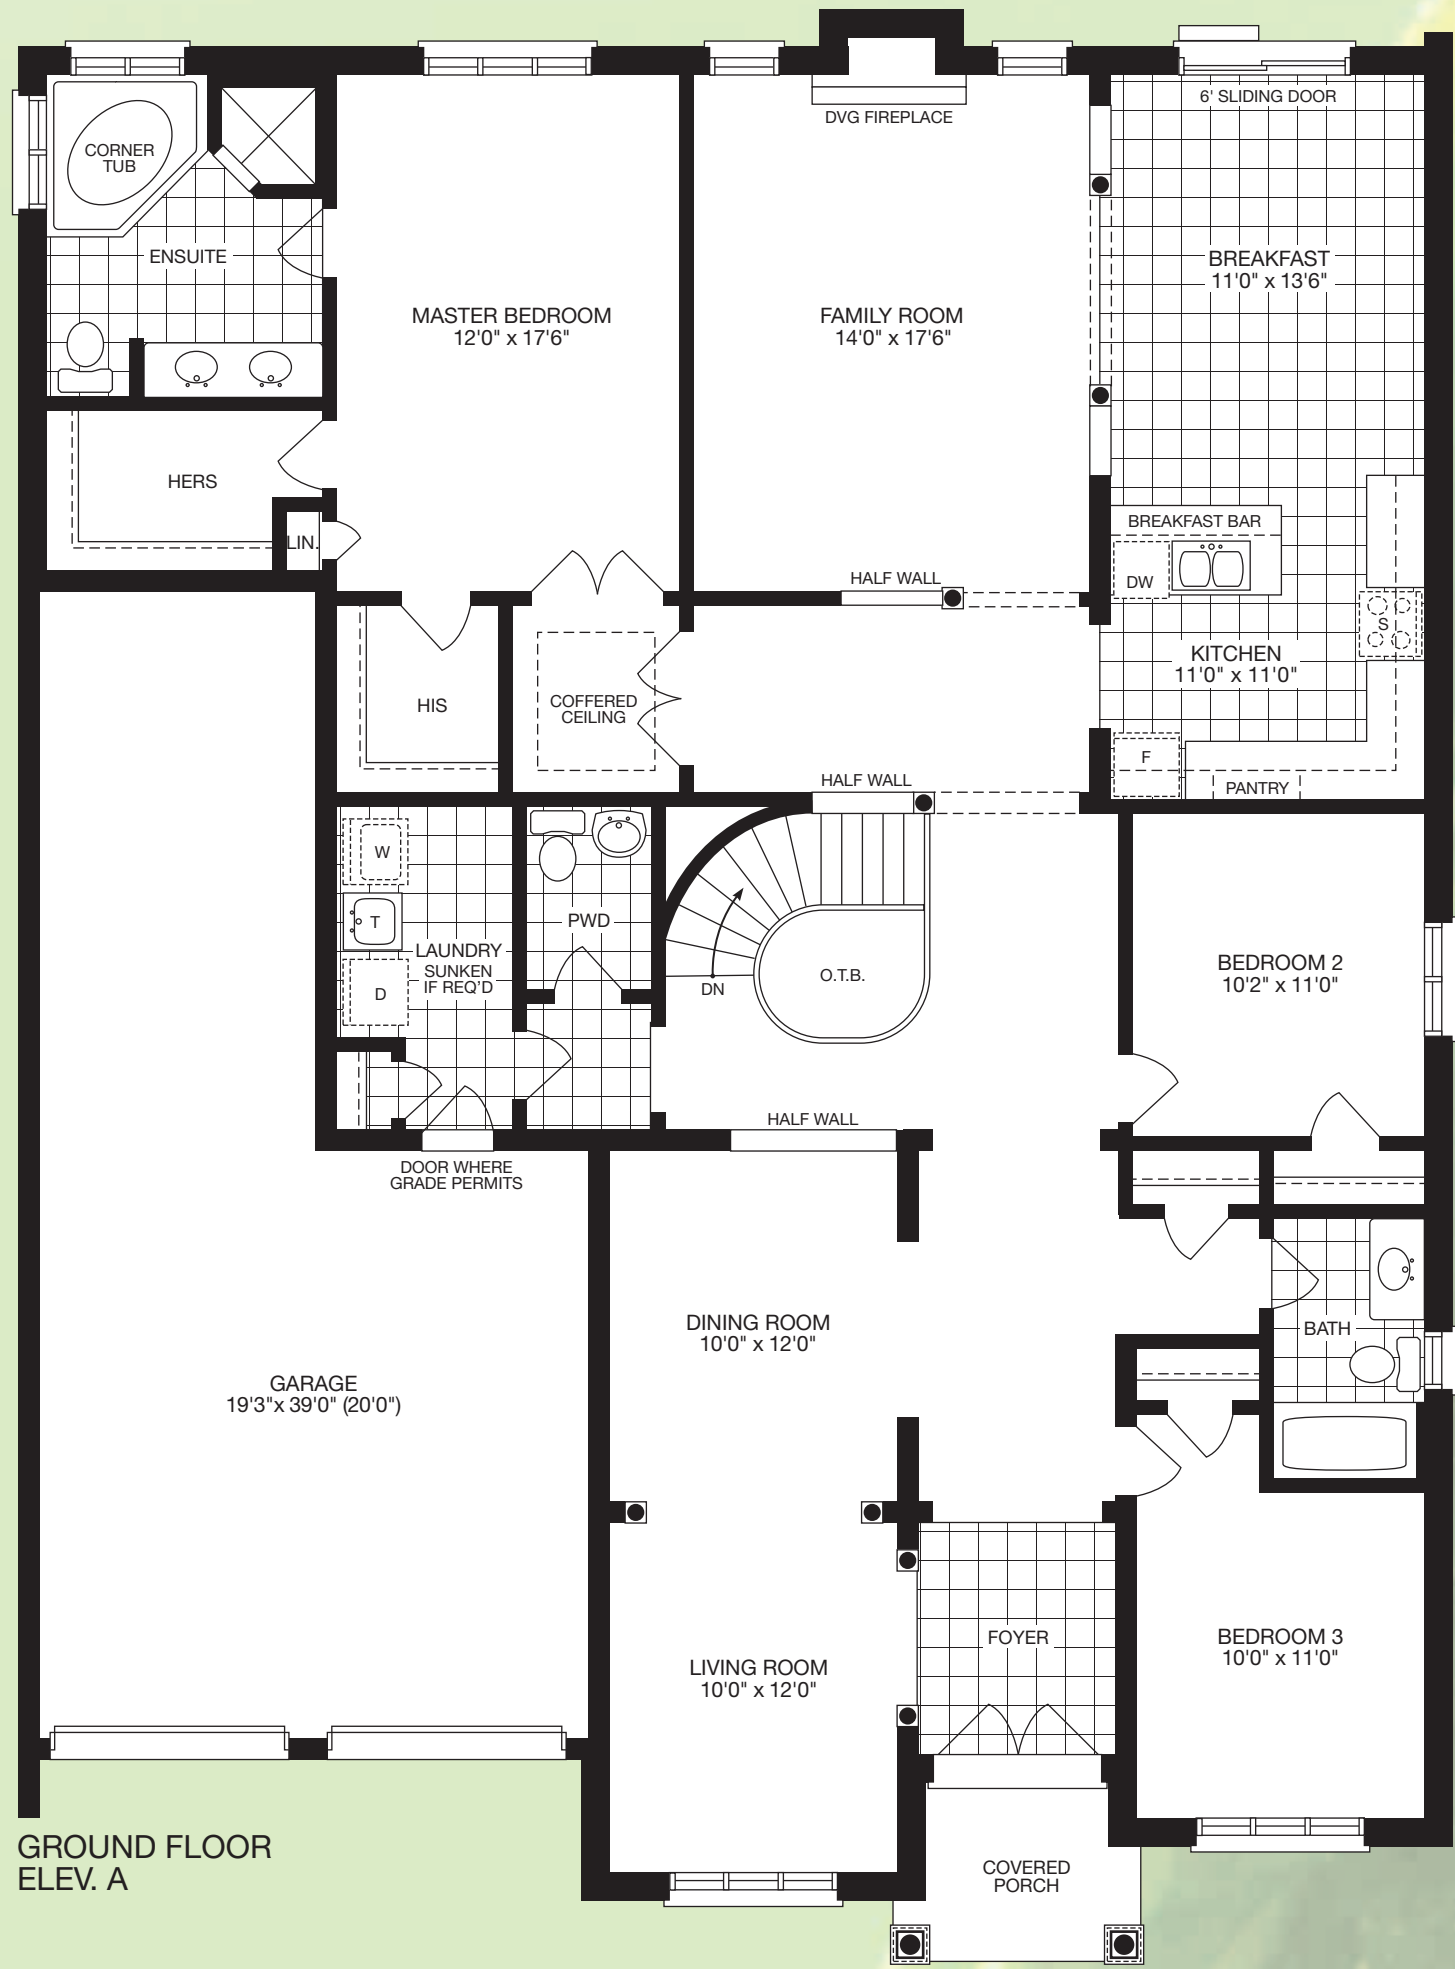 6' SLIDING DOOR
DVG FIREPLACE
CORNER
TUB
ENSUITE
MASTER BEDROOM
12'0" x 17'6"
FAMILY ROOM
14'0" x 17'6"
BREAKFAST
11'0" x 13'6"
HERS
LIN.
BREAKFAST BAR
DW
HALF WALL
S
KITCHEN
11'0" x 11'0"
HIS
COFFERED
CEILING
F
PANTRY
HALF WALL
W
T
D
LAUNDRY
SUNKEN
IF REQ'D
PWD
DN
O.T.B.
BEDROOM 2
10'2" x 11'0"
HALF WALL
DOOR WHERE
GRADE PERMITS
DINING ROOM
10'0" x 12'0"
BATH
GARAGE
19'3"x 39'0" (20'0")
FOYER
LIVING ROOM
10'0" x 12'0"
BEDROOM 3
10'0" x 11'0"
COVERED
PORCH
GROUND FLOOR
ELEV. A